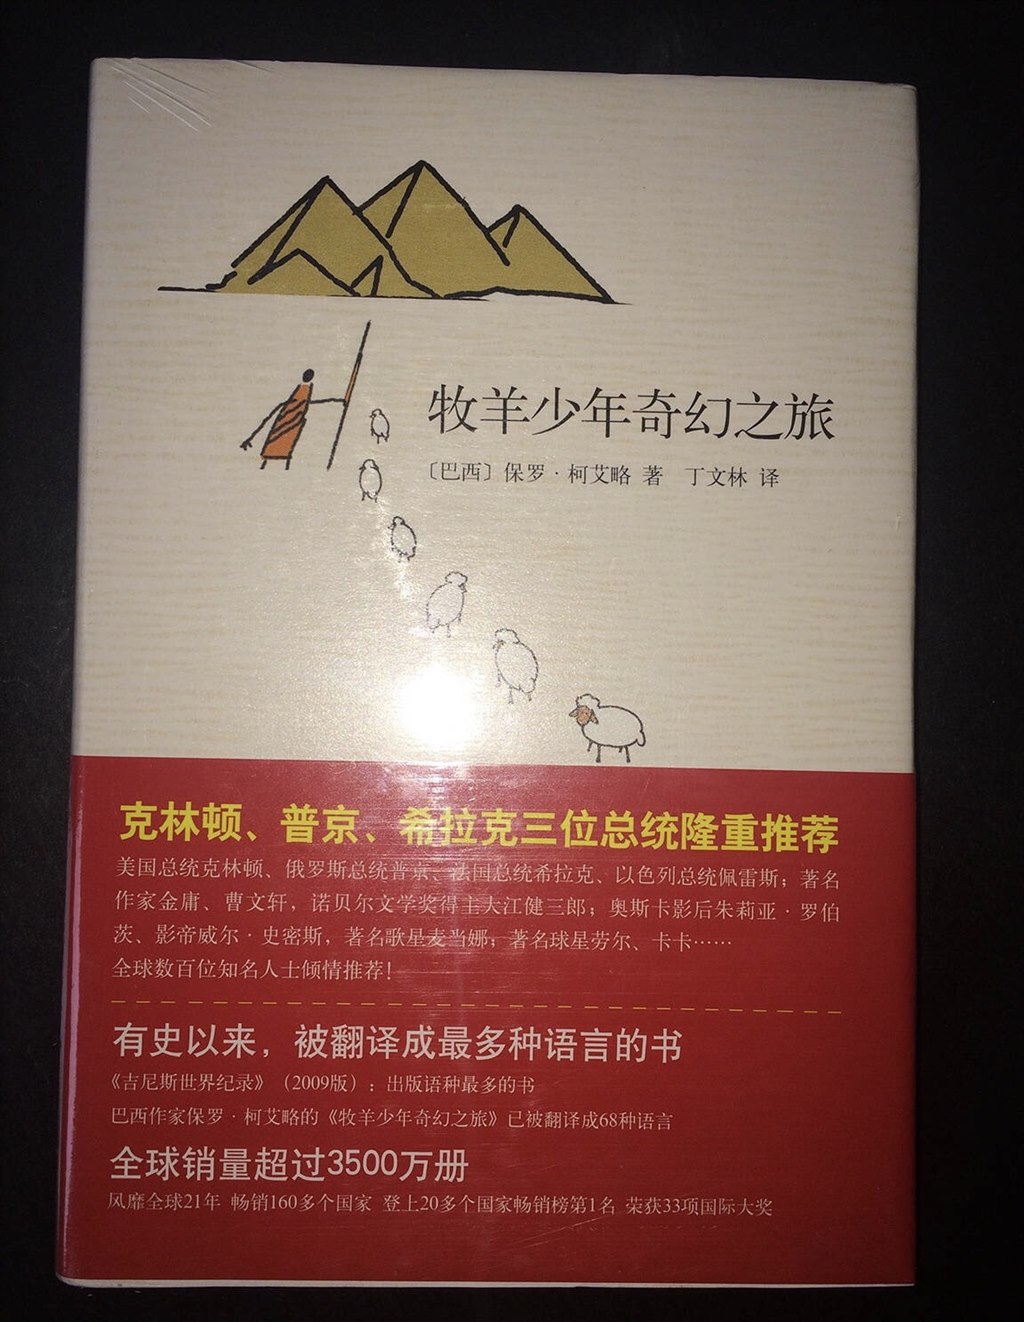 牧羊少年奇幻之旅
〔巴西〕保罗·柯艾略 著 丁文林 译
克林顿、普京、希拉克三位总统隆重推荐
美国总统克林顿、俄罗斯总统普京、法国总统希拉克、以色列总统佩雷斯；著名
作家金庸、曹文轩，诺贝尔文学奖得主大江健三郎；奥斯卡影后朱莉亚·罗伯
茨、影帝威尔·史密斯，著名歌星麦当娜；著名球星劳尔、卡卡……
全球数百位知名人士倾情推荐！
有史以来，被翻译成最多种语言的书
《吉尼斯世界纪录》（2009版）：出版语种最多的书
巴西作家保罗·柯艾略的《牧羊少年奇幻之旅》已被翻译成68种语言
全球销量超过3500万册
风靡全球21年 畅销160多个国家 登上20多个国家畅销榜第1名 荣获33项国际大奖